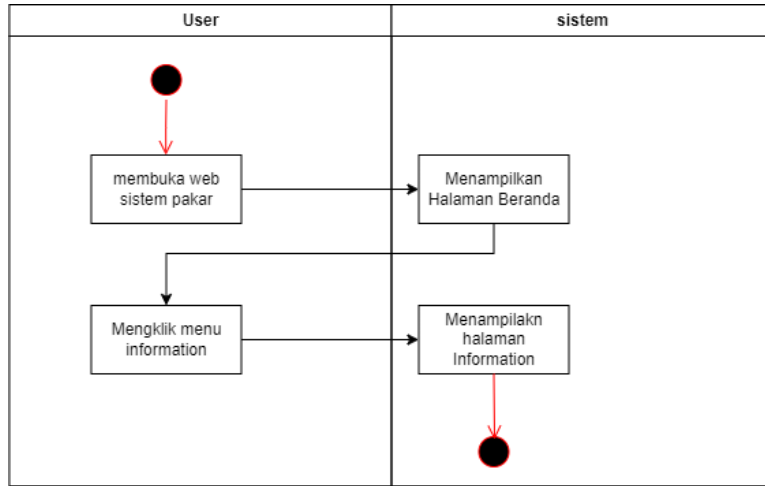 User
sistem
membuka web
sistem pakar
Menampilkan
Halaman Beranda
Mengklik menu
information
Menampilakn
halaman
Information